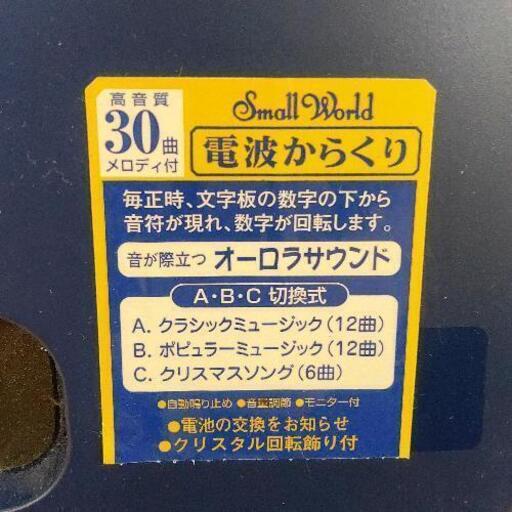 高音質
30曲
メロディ付
Small World
電波からくり
毎正時、文字板の数字の下から
音符が現れ、数字が回転します。
音が際立つ オーロラサウンド
A・B・C 切換式
A. クラシックミュージック(12曲)
B. ポピュラーミュージック(12曲)
C. クリスマスソング(6曲)
●自動鳴り止め ●音量調節 ●モニター付
●電池の交換をお知らせ
●クリスタル回転飾り付